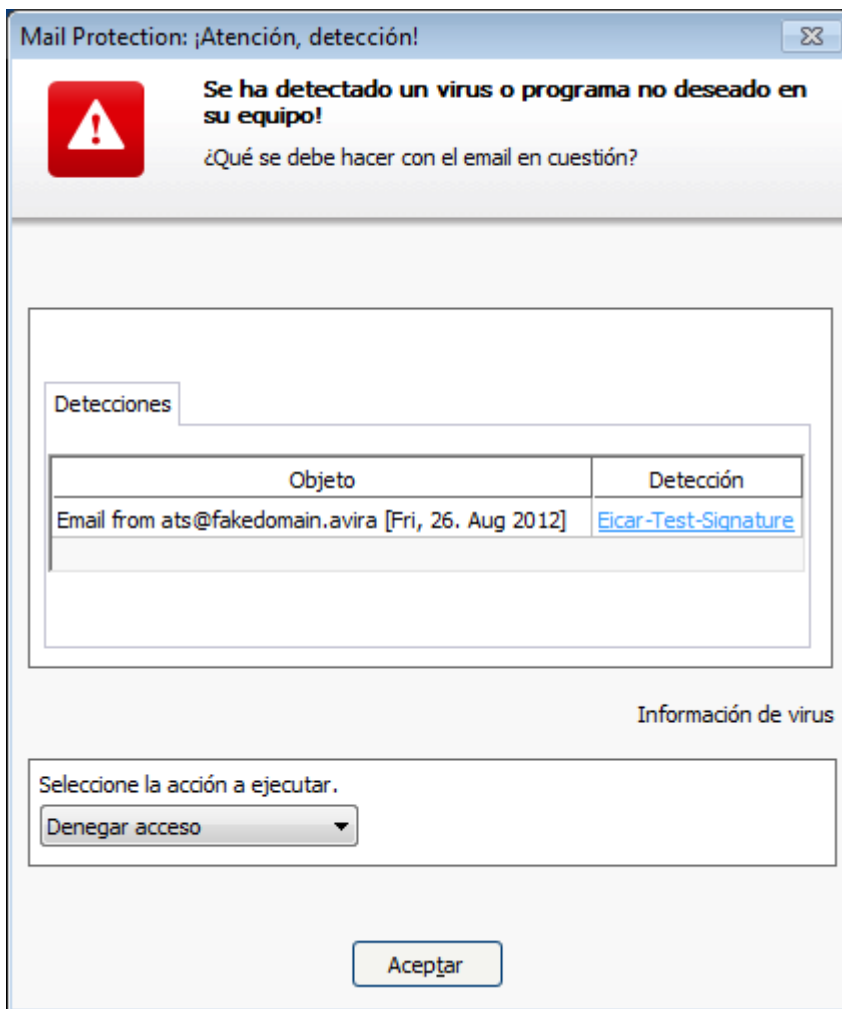 Mail Protection: ¡Atención, detección!
Se ha detectado un virus o programa no deseado en
su equipo!
¿Qué se debe hacer con el email en cuestión?
Detecciones
Objeto Detección
Email from ats@fakedomain.avira [Fri, 26. Aug 2012] Eicar-Test-Signature
Información de virus
Seleccione la acción a ejecutar.
Denegar acceso
Aceptar